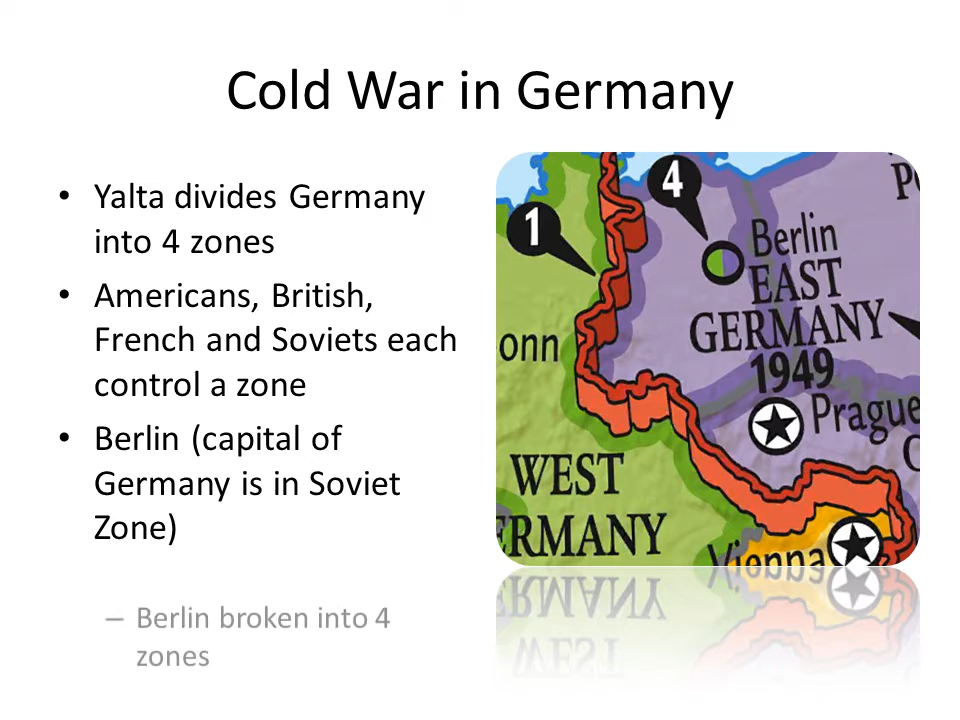 Cold War in Germany
• Yalta divides Germany
into 4 zones
• Americans, British,
French and Soviets each
control a zone
• Berlin (capital of
Germany is in Soviet
Zone)
– Berlin broken into 4
zones
4
1
Berlin
EAST
GERMANY
1949
onn
Prague
WEST
ERMANY
Vienna